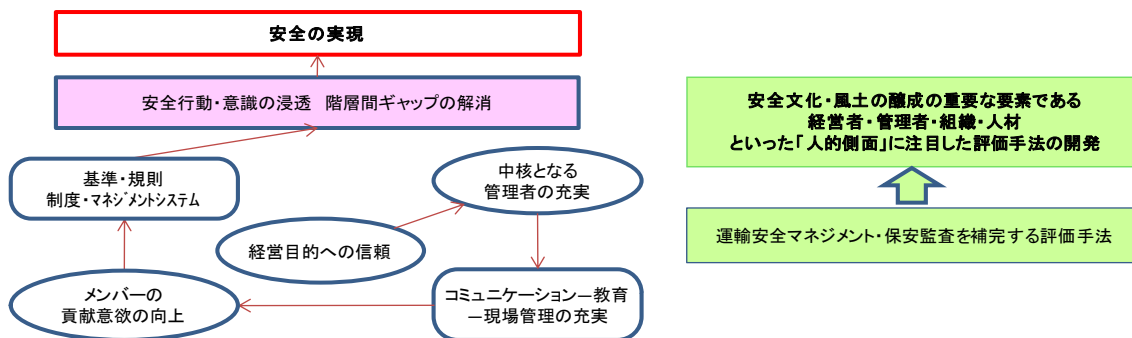 安全の実現
安全行動・意識の浸透 階層間ギャップの解消
基準・規則
制度・マネジメントシステム
中核となる
管理者の充実
経営目的への信頼
メンバーの
貢献意欲の向上
コミュニケーション―教育
―現場管理の充実
安全文化・風土の醸成の重要な要素である
経営者・管理者・組織・人材
といった「人的側面」に注目した評価手法の開発
運輸安全マネジメント・保安監査を補完する評価手法